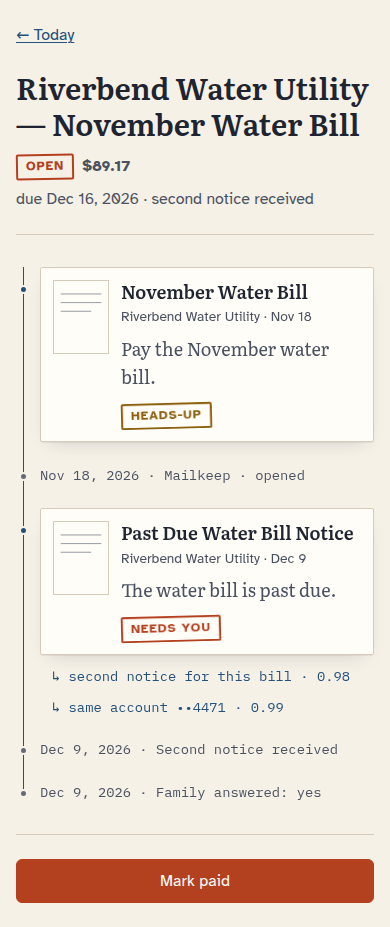 ← Today
Riverbend Water Utility
— November Water Bill
OPEN $89.17
due Dec 16, 2026 · second notice received
November Water Bill
Riverbend Water Utility · Nov 18
Pay the November water
bill.
HEADS-UP
Nov 18, 2026 · Mailkeep · opened
Past Due Water Bill Notice
Riverbend Water Utility · Dec 9
The water bill is past due.
NEEDS YOU
↳ second notice for this bill · 0.98
↳ same account ••4471 · 0.99
Dec 9, 2026 · Second notice received
Dec 9, 2026 · Family answered: yes
Mark paid